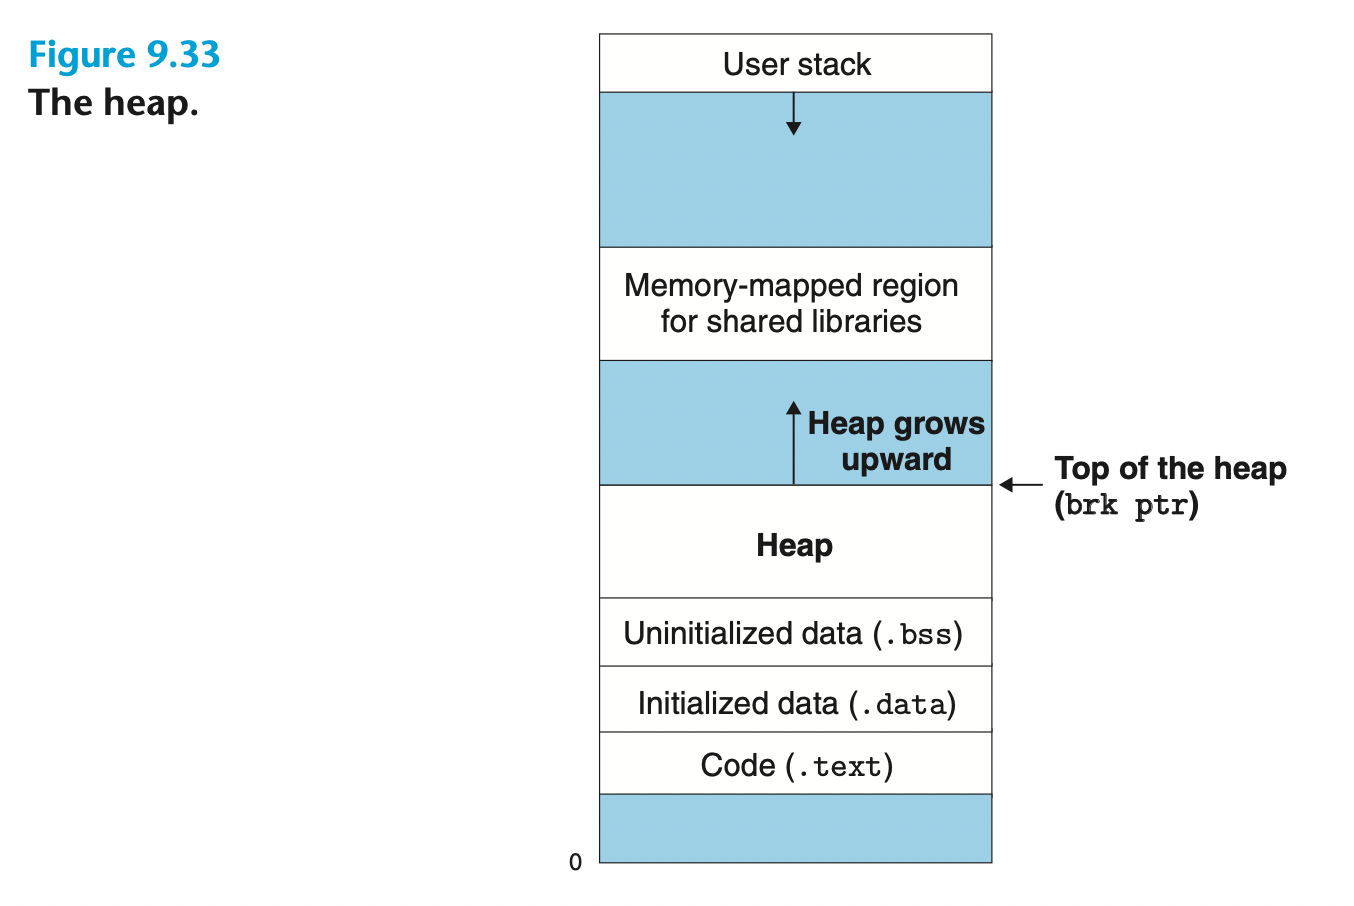 Figure 9.33
The heap.
User stack
Memory-mapped region
for shared libraries
Heap grows
upward
Top of the heap
(brk ptr)
Heap
Uninitialized data (.bss)
Initialized data (.data)
Code (.text)
0